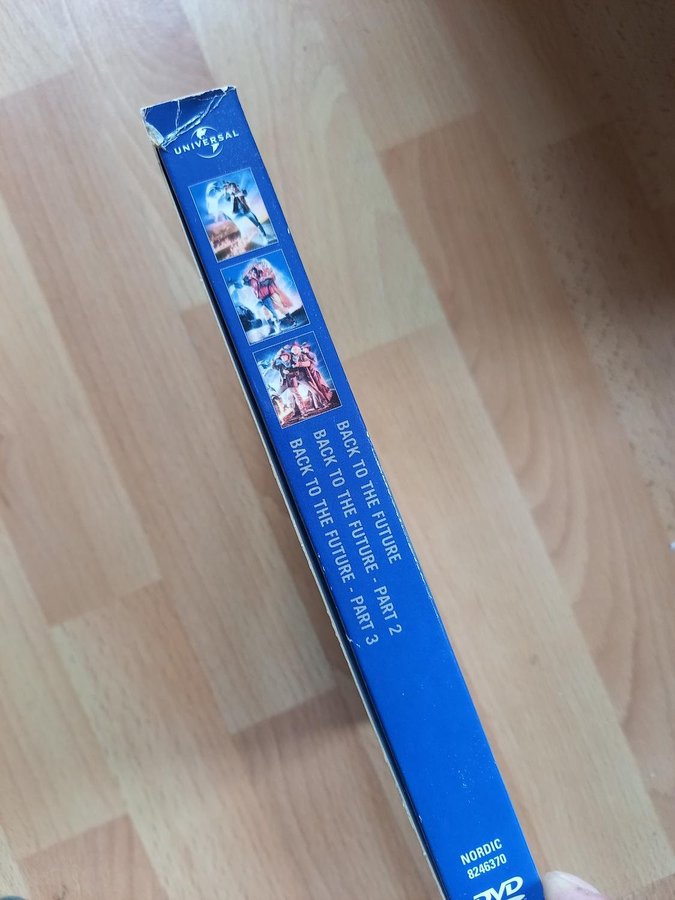 UNIVERSAL
BACK TO THE FUTURE
BACK TO THE FUTURE - PART 2
BACK TO THE FUTURE - PART 3
NORDIC
8246370
DVD